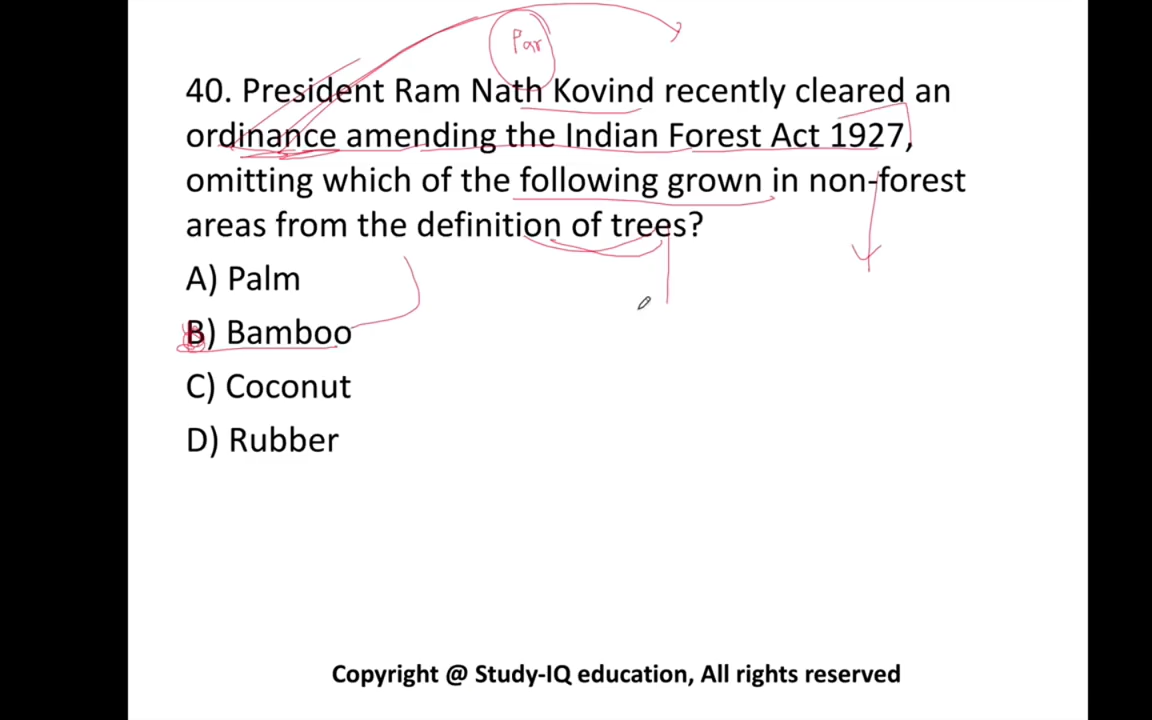 Par
40. President Ram Nath Kovind recently cleared an
ordinance amending the Indian Forest Act 1927,
omitting which of the following grown in non-forest
areas from the definition of trees?
A) Palm
B) Bamboo
C) Coconut
D) Rubber
Copyright @ Study-IQ education, All rights reserved